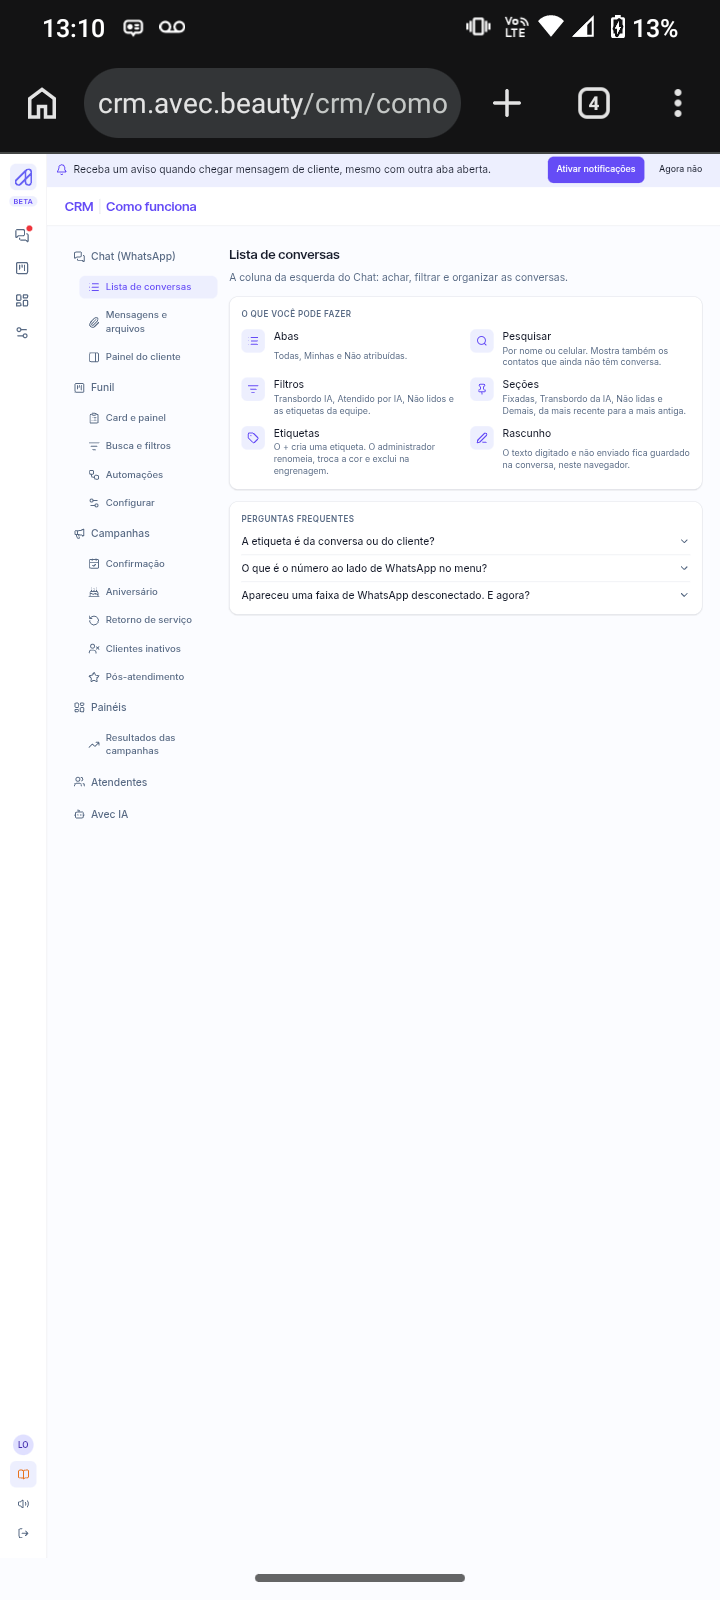 13:10
Vo LTE
13%
crm.avec.beauty/crm/como
4
BETA
Receba um aviso quando chegar mensagem de cliente, mesmo com outra aba aberta.
Ativar notificações
Agora não
CRM | Como funciona
Chat (WhatsApp)
Lista de conversas
Mensagens e
arquivos
Painel do cliente
Funil
Card e painel
Busca e filtros
Automações
Configurar
Campanhas
Confirmação
Aniversário
Retorno de serviço
Clientes inativos
Pós-atendimento
Painéis
Resultados das
campanhas
Atendentes
Avec IA
Lista de conversas
A coluna da esquerda do Chat: achar, filtrar e organizar as conversas.
O QUE VOCÊ PODE FAZER
Abas
Todas, Minhas e Não atribuídas.
Pesquisar
Por nome ou celular. Mostra também os
contatos que ainda não têm conversa.
Filtros
Transbordo IA, Atendido por IA, Não lidos e
as etiquetas da equipe.
Seções
Fixadas, Transbordo da IA, Não lidas e
Demais, da mais recente para a mais antiga.
Etiquetas
O + cria uma etiqueta. O administrador
renomeia, troca a cor e exclui na
engrenagem.
Rascunho
O texto digitado e não enviado fica guardado
na conversa, neste navegador.
PERGUNTAS FREQUENTES
A etiqueta é da conversa ou do cliente?
O que é o número ao lado de WhatsApp no menu?
Apareceu uma faixa de WhatsApp desconectado. E agora?
LO